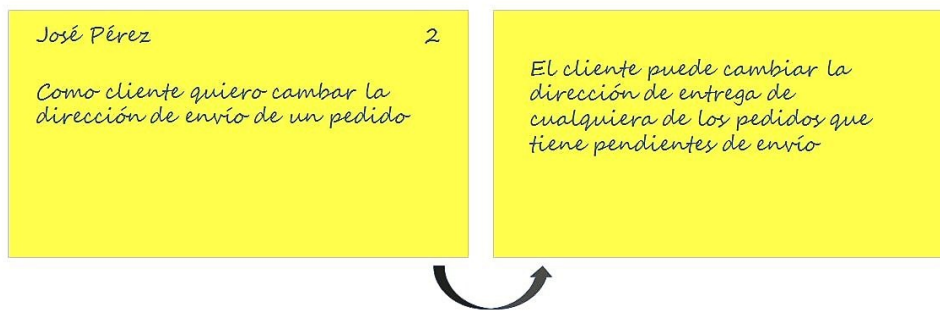 José Pérez 2
Como cliente quiero cambar la
dirección de envío de un pedido
El cliente puede cambiar la
dirección de entrega de
cualquiera de los pedidos que
tiene pendientes de envío